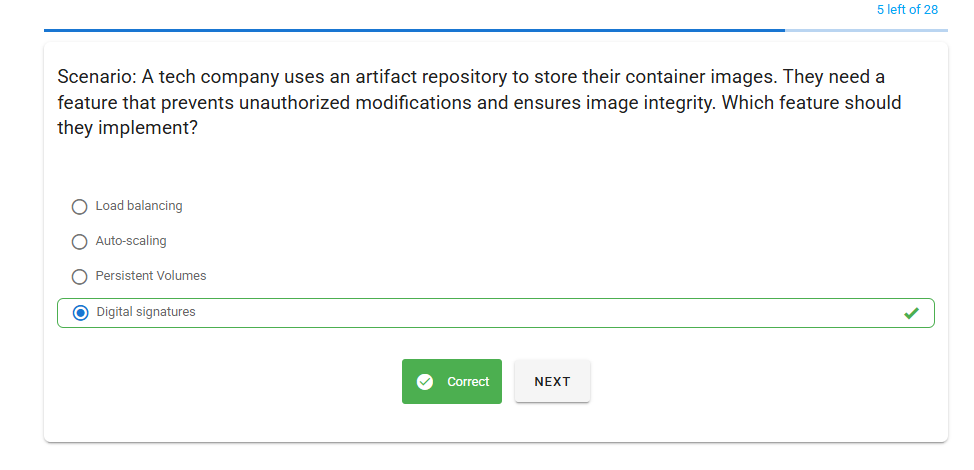 5 left of 28
Scenario: A tech company uses an artifact repository to store their container images. They need a
feature that prevents unauthorized modifications and ensures image integrity. Which feature should
they implement?
Load balancing
Auto-scaling
Persistent Volumes
Digital signatures
Correct
NEXT